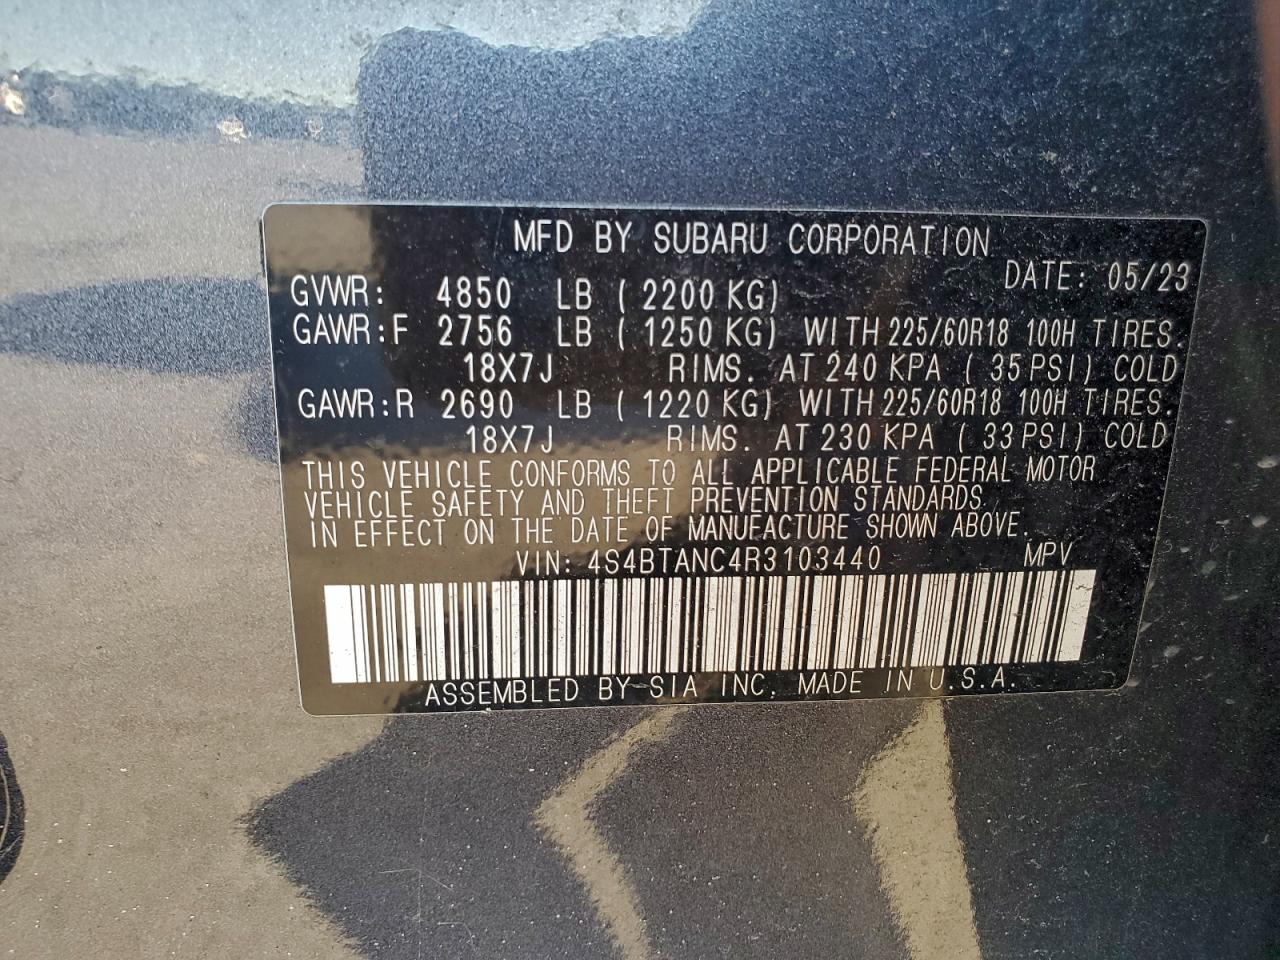 MFD BY SUBARU CORPORATION
DATE: 05/23
GVWR: 4850 LB ( 2200 KG)
GAWR:F 2756 LB ( 1250 KG) WITH 225/60R18 100H TIRES.
18X7J RIMS. AT 240 KPA ( 35 PSI) COLD
GAWR:R 2690 LB ( 1220 KG) WITH 225/60R18 100H TIRES.
18X7J RIMS. AT 230 KPA ( 33 PSI) COLD
THIS VEHICLE CONFORMS TO ALL APPLICABLE FEDERAL MOTOR
VEHICLE SAFETY AND THEFT PREVENTION STANDARDS
IN EFFECT ON THE DATE OF MANUFACTURE SHOWN ABOVE.
VIN: 4S4BTANC4R3103440 MPV
ASSEMBLED BY SIA INC. MADE IN U.S.A.